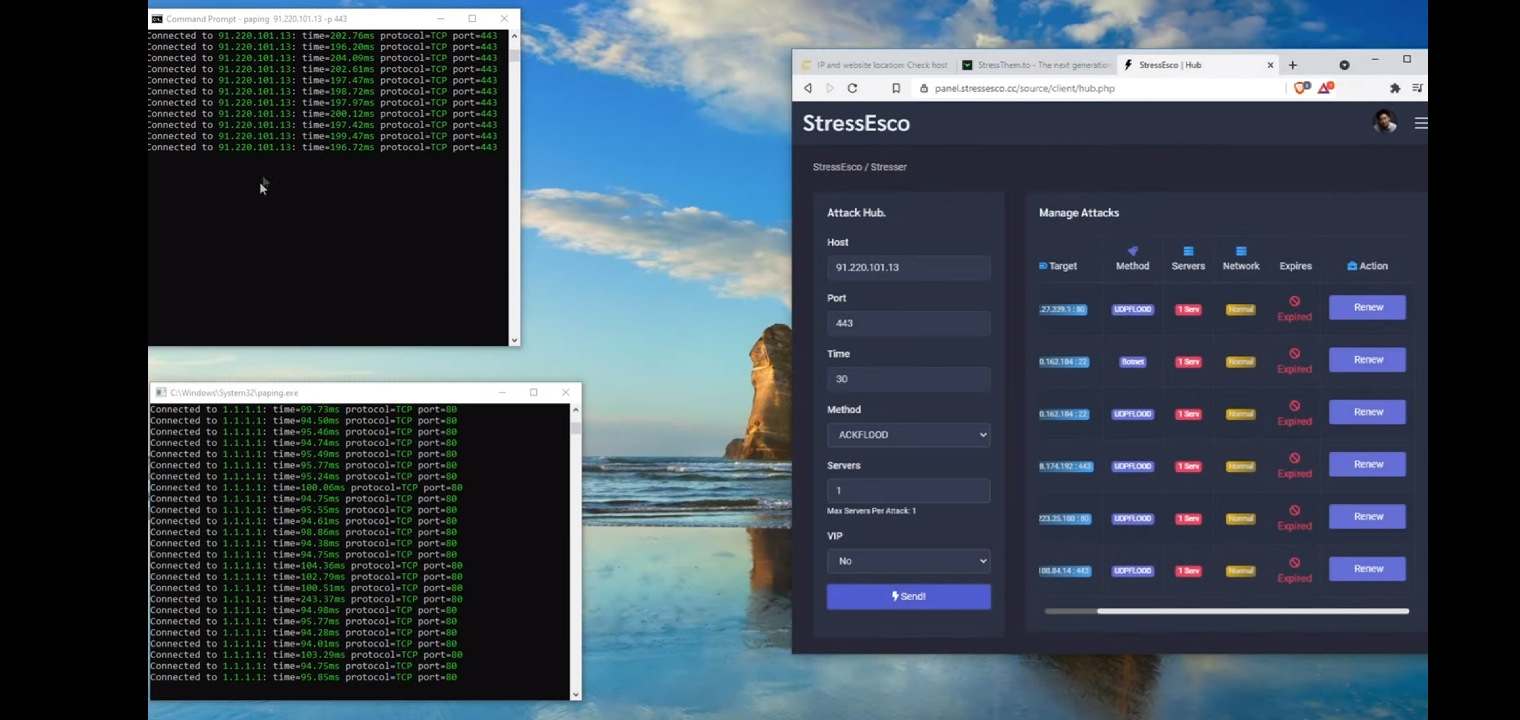 Command Prompt - paping 91.220.101.13 -p 443
Connected to 91.220.101.13: time=202.76ms protocol=TCP port=443
Connected to 91.220.101.13: time=196.20ms protocol=TCP port=443
Connected to 91.220.101.13: time=204.09ms protocol=TCP port=443
Connected to 91.220.101.13: time=202.61ms protocol=TCP port=443
Connected to 91.220.101.13: time=197.47ms protocol=TCP port=443
Connected to 91.220.101.13: time=198.72ms protocol=TCP port=443
Connected to 91.220.101.13: time=197.97ms protocol=TCP port=443
Connected to 91.220.101.13: time=200.12ms protocol=TCP port=443
Connected to 91.220.101.13: time=197.42ms protocol=TCP port=443
Connected to 91.220.101.13: time=199.47ms protocol=TCP port=443
Connected to 91.220.101.13: time=196.72ms protocol=TCP port=443
C:\Windows\System32\paping.exe
Connected to 1.1.1.1: time=99.73ms protocol=TCP port=80
Connected to 1.1.1.1: time=94.50ms protocol=TCP port=80
Connected to 1.1.1.1: time=95.46ms protocol=TCP port=80
Connected to 1.1.1.1: time=94.74ms protocol=TCP port=80
Connected to 1.1.1.1: time=95.49ms protocol=TCP port=80
Connected to 1.1.1.1: time=95.77ms protocol=TCP port=80
Connected to 1.1.1.1: time=95.24ms protocol=TCP port=80
Connected to 1.1.1.1: time=100.06ms protocol=TCP port=80
Connected to 1.1.1.1: time=94.75ms protocol=TCP port=80
Connected to 1.1.1.1: time=95.55ms protocol=TCP port=80
Connected to 1.1.1.1: time=94.61ms protocol=TCP port=80
Connected to 1.1.1.1: time=98.86ms protocol=TCP port=80
Connected to 1.1.1.1: time=94.38ms protocol=TCP port=80
Connected to 1.1.1.1: time=94.75ms protocol=TCP port=80
Connected to 1.1.1.1: time=104.36ms protocol=TCP port=80
Connected to 1.1.1.1: time=102.79ms protocol=TCP port=80
Connected to 1.1.1.1: time=100.51ms protocol=TCP port=80
Connected to 1.1.1.1: time=243.37ms protocol=TCP port=80
Connected to 1.1.1.1: time=94.98ms protocol=TCP port=80
Connected to 1.1.1.1: time=95.77ms protocol=TCP port=80
Connected to 1.1.1.1: time=94.28ms protocol=TCP port=80
Connected to 1.1.1.1: time=94.01ms protocol=TCP port=80
Connected to 1.1.1.1: time=103.29ms protocol=TCP port=80
Connected to 1.1.1.1: time=94.75ms protocol=TCP port=80
Connected to 1.1.1.1: time=95.85ms protocol=TCP port=80
IP and website location: Check host StressThem.to - The next generation StressEsco | Hub
panel.stressesco.cc/source/client/hub.php
StressEsco
StressEsco / Stresser
Attack Hub.
Host
91.220.101.13
Port
443
Time
30
Method
ACKFLOOD
Servers
1
Max Servers Per Attack: 1
VIP
No
Send!
Manage Attacks
Target Method Servers Network Expires Action
.27.239.1 : 80 UDPFLOOD 1 Serv Normal Expired Renew
0.162.184 : 22 Botnet 1 Serv Normal Expired Renew
0.162.184 : 22 UDPFLOOD 1 Serv Normal Expired Renew
8.174.192 : 443 UDPFLOOD 1 Serv Normal Expired Renew
223.25.100 : 80 UDPFLOOD 1 Serv Normal Expired Renew
100.84.14 : 443 UDPFLOOD 1 Serv Normal Expired Renew